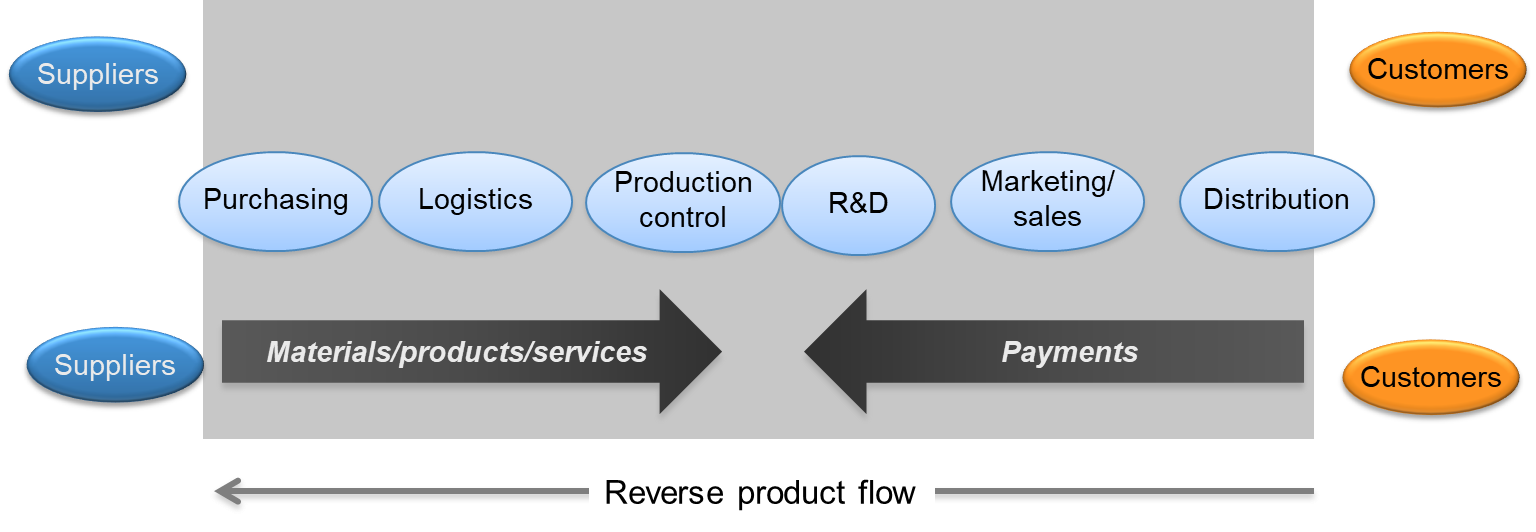 Suppliers
Customers
Purchasing
Logistics
Production
control
R&D
Marketing/
sales
Distribution
Materials/products/services
Payments
Suppliers
Customers
Reverse product flow